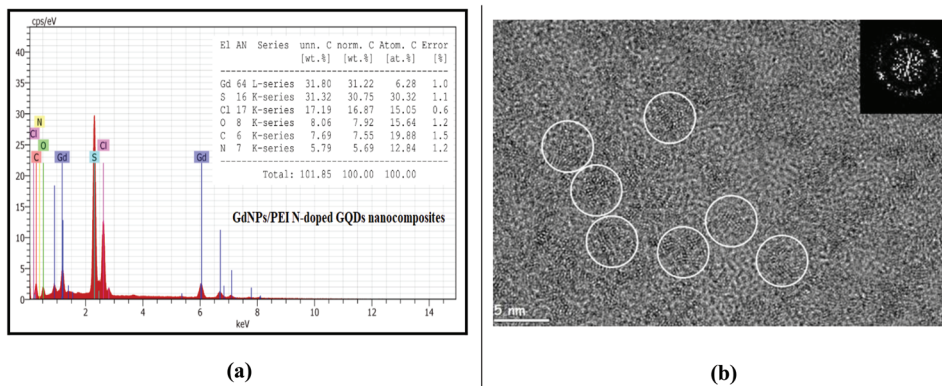 cps/eV
40
35
30
25
20
15
10
5
0
El AN Series unn. C norm. C Atom. C Error
[wt.%] [wt.%] [at.%] [%]
Gd 64 L-series 31.80 31.22 6.28 1.0
S 16 K-series 31.32 30.75 30.32 1.1
Cl 17 K-series 17.19 16.87 15.05 0.6
O 8 K-series 8.06 7.92 15.64 1.2
C 6 K-series 7.69 7.55 19.88 1.5
N 7 K-series 5.79 5.69 12.84 1.2
Total: 101.85 100.00 100.00
N
Cl
O
C
Gd
S
Cl
Gd
GdNPs/PEI N-doped GQDs nanocomposites
2 4 6 8 10 12 14
keV
(a)
5 nm
(b)